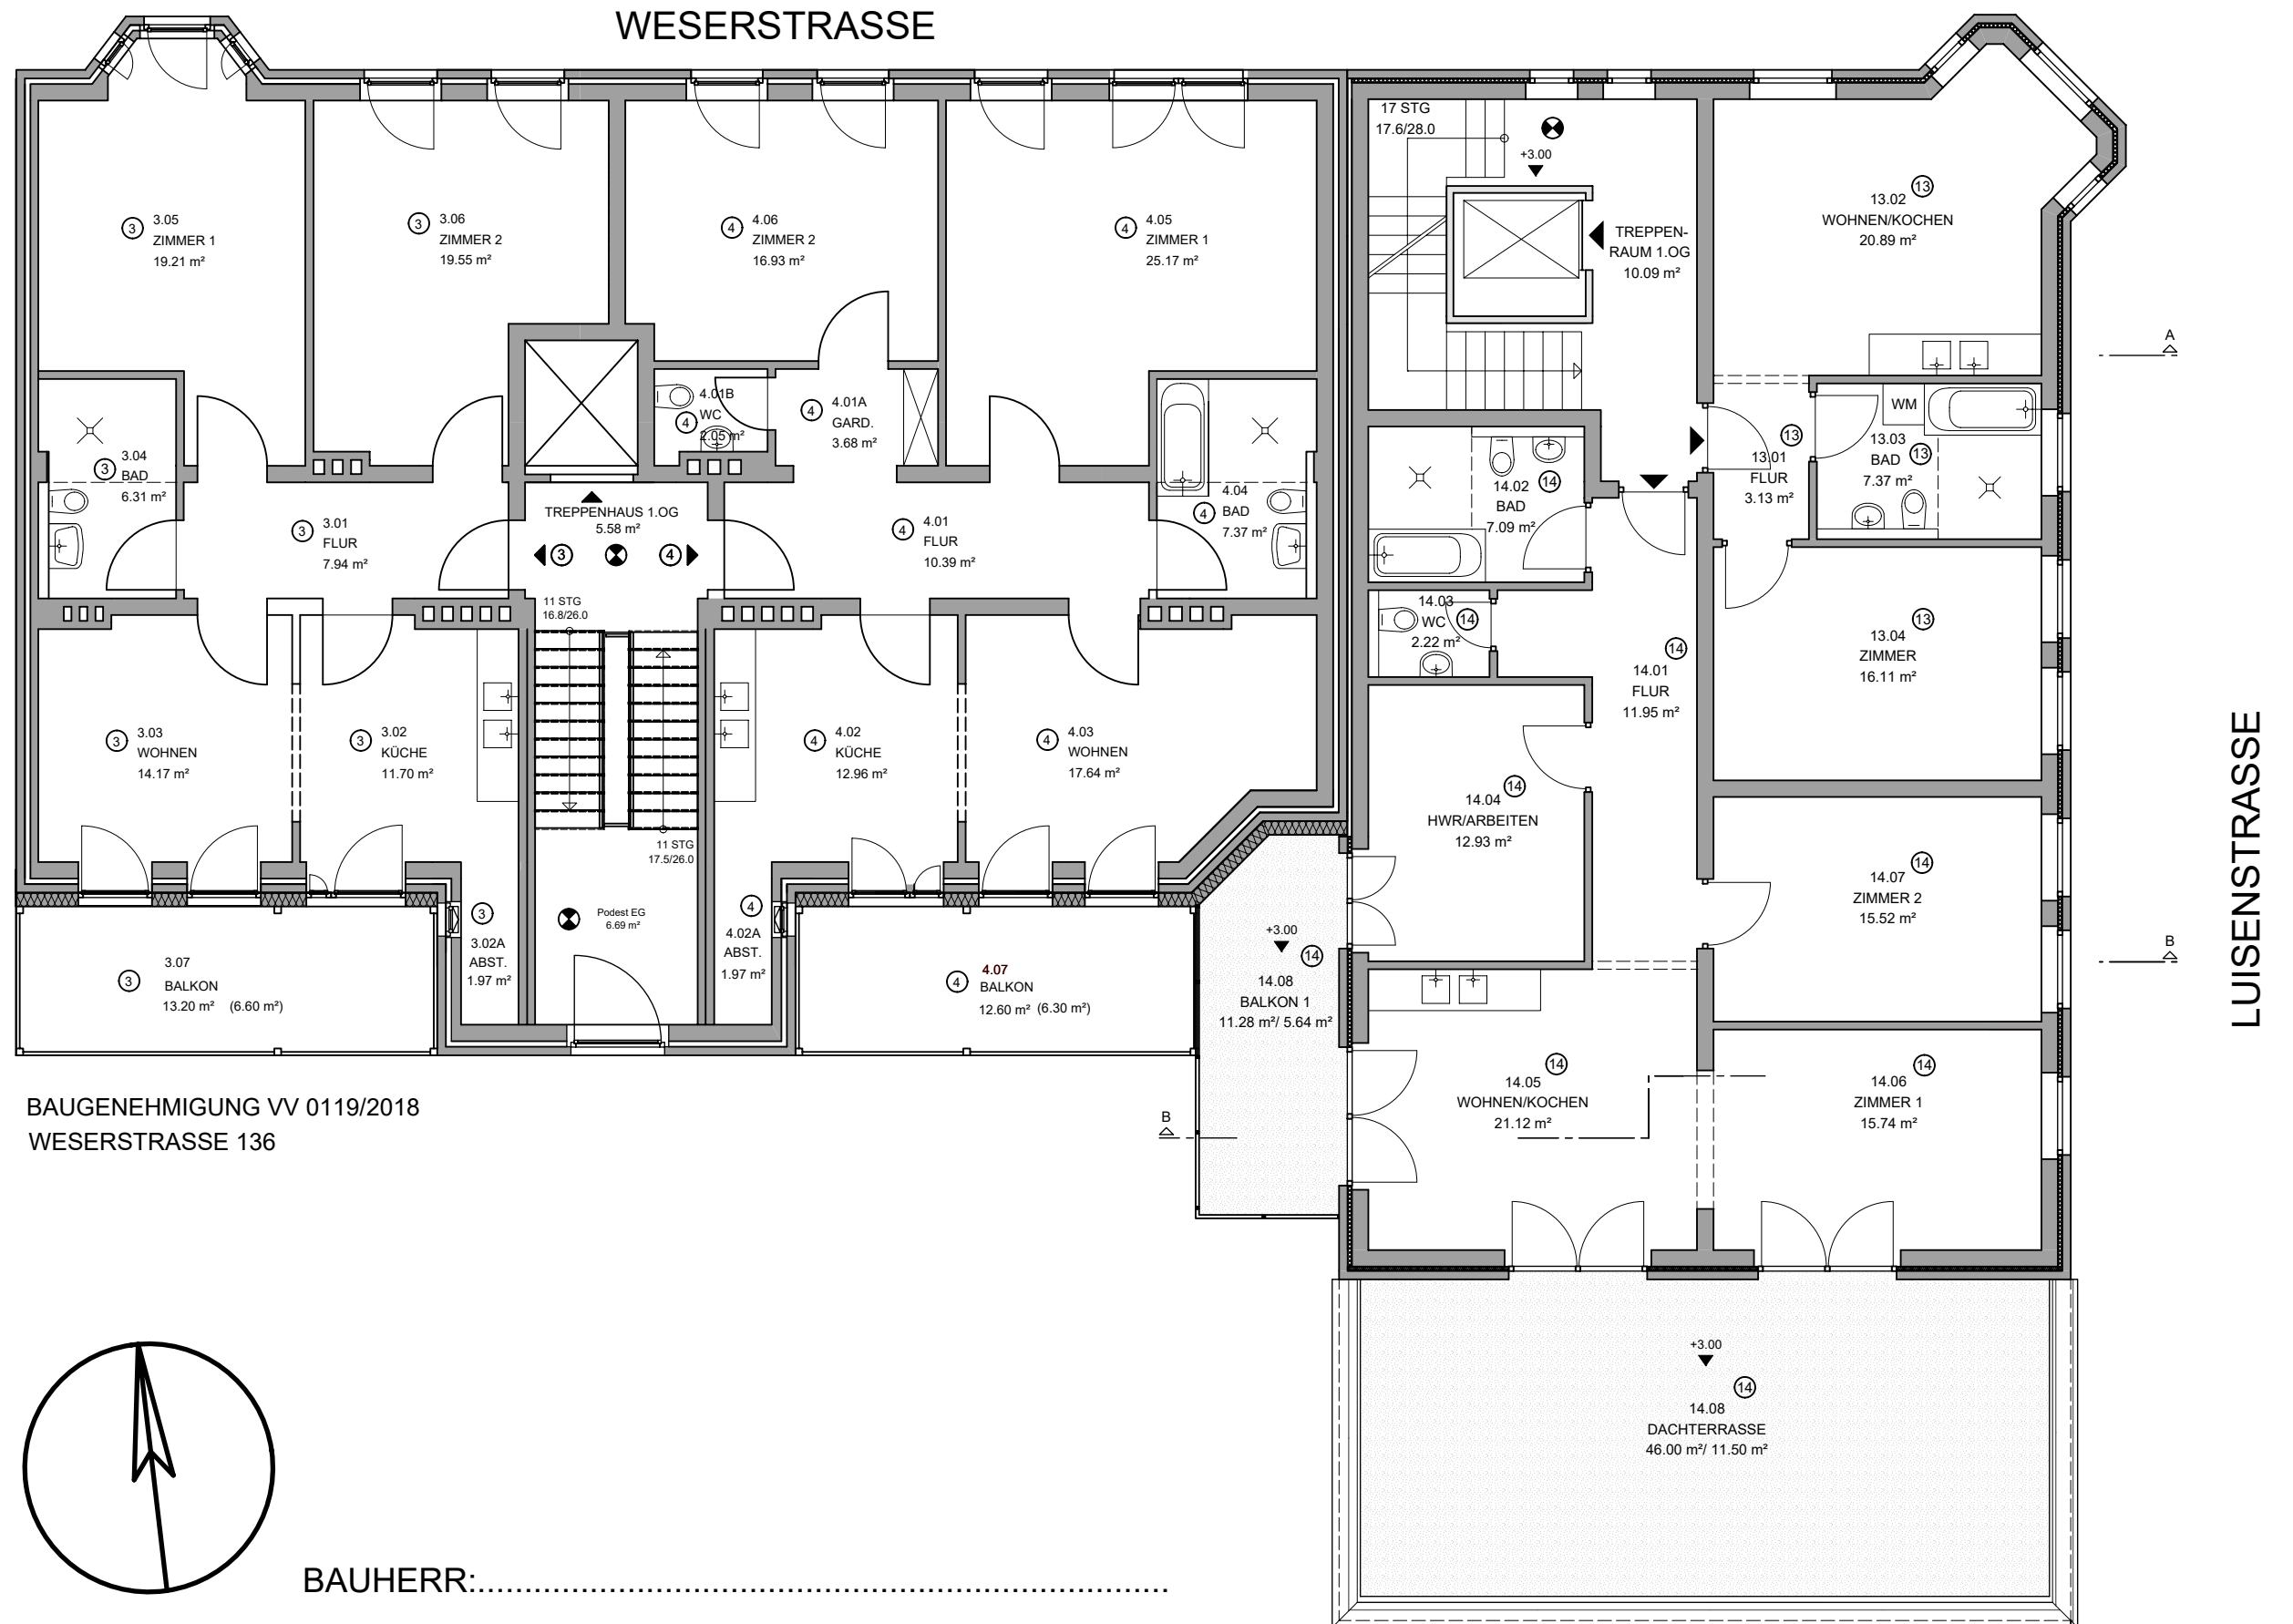 WESERSTRASSE
3
3.05
ZIMMER 1
19.21 m²
3
3.06
ZIMMER 2
19.55 m²
4
4.06
ZIMMER 2
16.93 m²
4
4.05
ZIMMER 1
25.17 m²
17 STG
17.6/28.0
+3.00
TREPPEN-
RAUM 1.OG
10.09 m²
13
13.02
WOHNEN/KOCHEN
20.89 m²
A
3
3.04
BAD
6.31 m²
4.01B
4
WC
2.05 m²
4
4.01A
GARD.
3.68 m²
4
4.04
BAD
7.37 m²
14.02
14
BAD
7.09 m²
13
13.01
FLUR
3.13 m²
WM
13.03
13
BAD
7.37 m²
3
3.01
FLUR
7.94 m²
TREPPENHAUS 1.OG
5.58 m²
3
4
4
4.01
FLUR
10.39 m²
11 STG
16.8/26.0
14.03
WC
14
2.22 m²
14
14.01
FLUR
11.95 m²
13
13.04
ZIMMER
16.11 m²
3
3.03
WOHNEN
14.17 m²
3
3.02
KÜCHE
11.70 m²
4
4.02
KÜCHE
12.96 m²
4
4.03
WOHNEN
17.64 m²
14
14.04
HWR/ARBEITEN
12.93 m²
11 STG
17.5/26.0
14
14.07
ZIMMER 2
15.52 m²
B
LUISENSTRASSE
3
3.02A
ABST.
1.97 m²
Podest EG
6.69 m²
4
4.02A
ABST.
1.97 m²
3
3.07
BALKON
13.20 m² (6.60 m²)
4
4.07
BALKON
12.60 m² (6.30 m²)
+3.00
14
14.08
BALKON 1
11.28 m²/ 5.64 m²
14
14.05
WOHNEN/KOCHEN
21.12 m²
14
14.06
ZIMMER 1
15.74 m²
B
BAUGENEHMIGUNG VV 0119/2018
WESERSTRASSE 136
+3.00
14
14.08
DACHTERRASSE
46.00 m²/ 11.50 m²
BAUHERR:..........................................................................